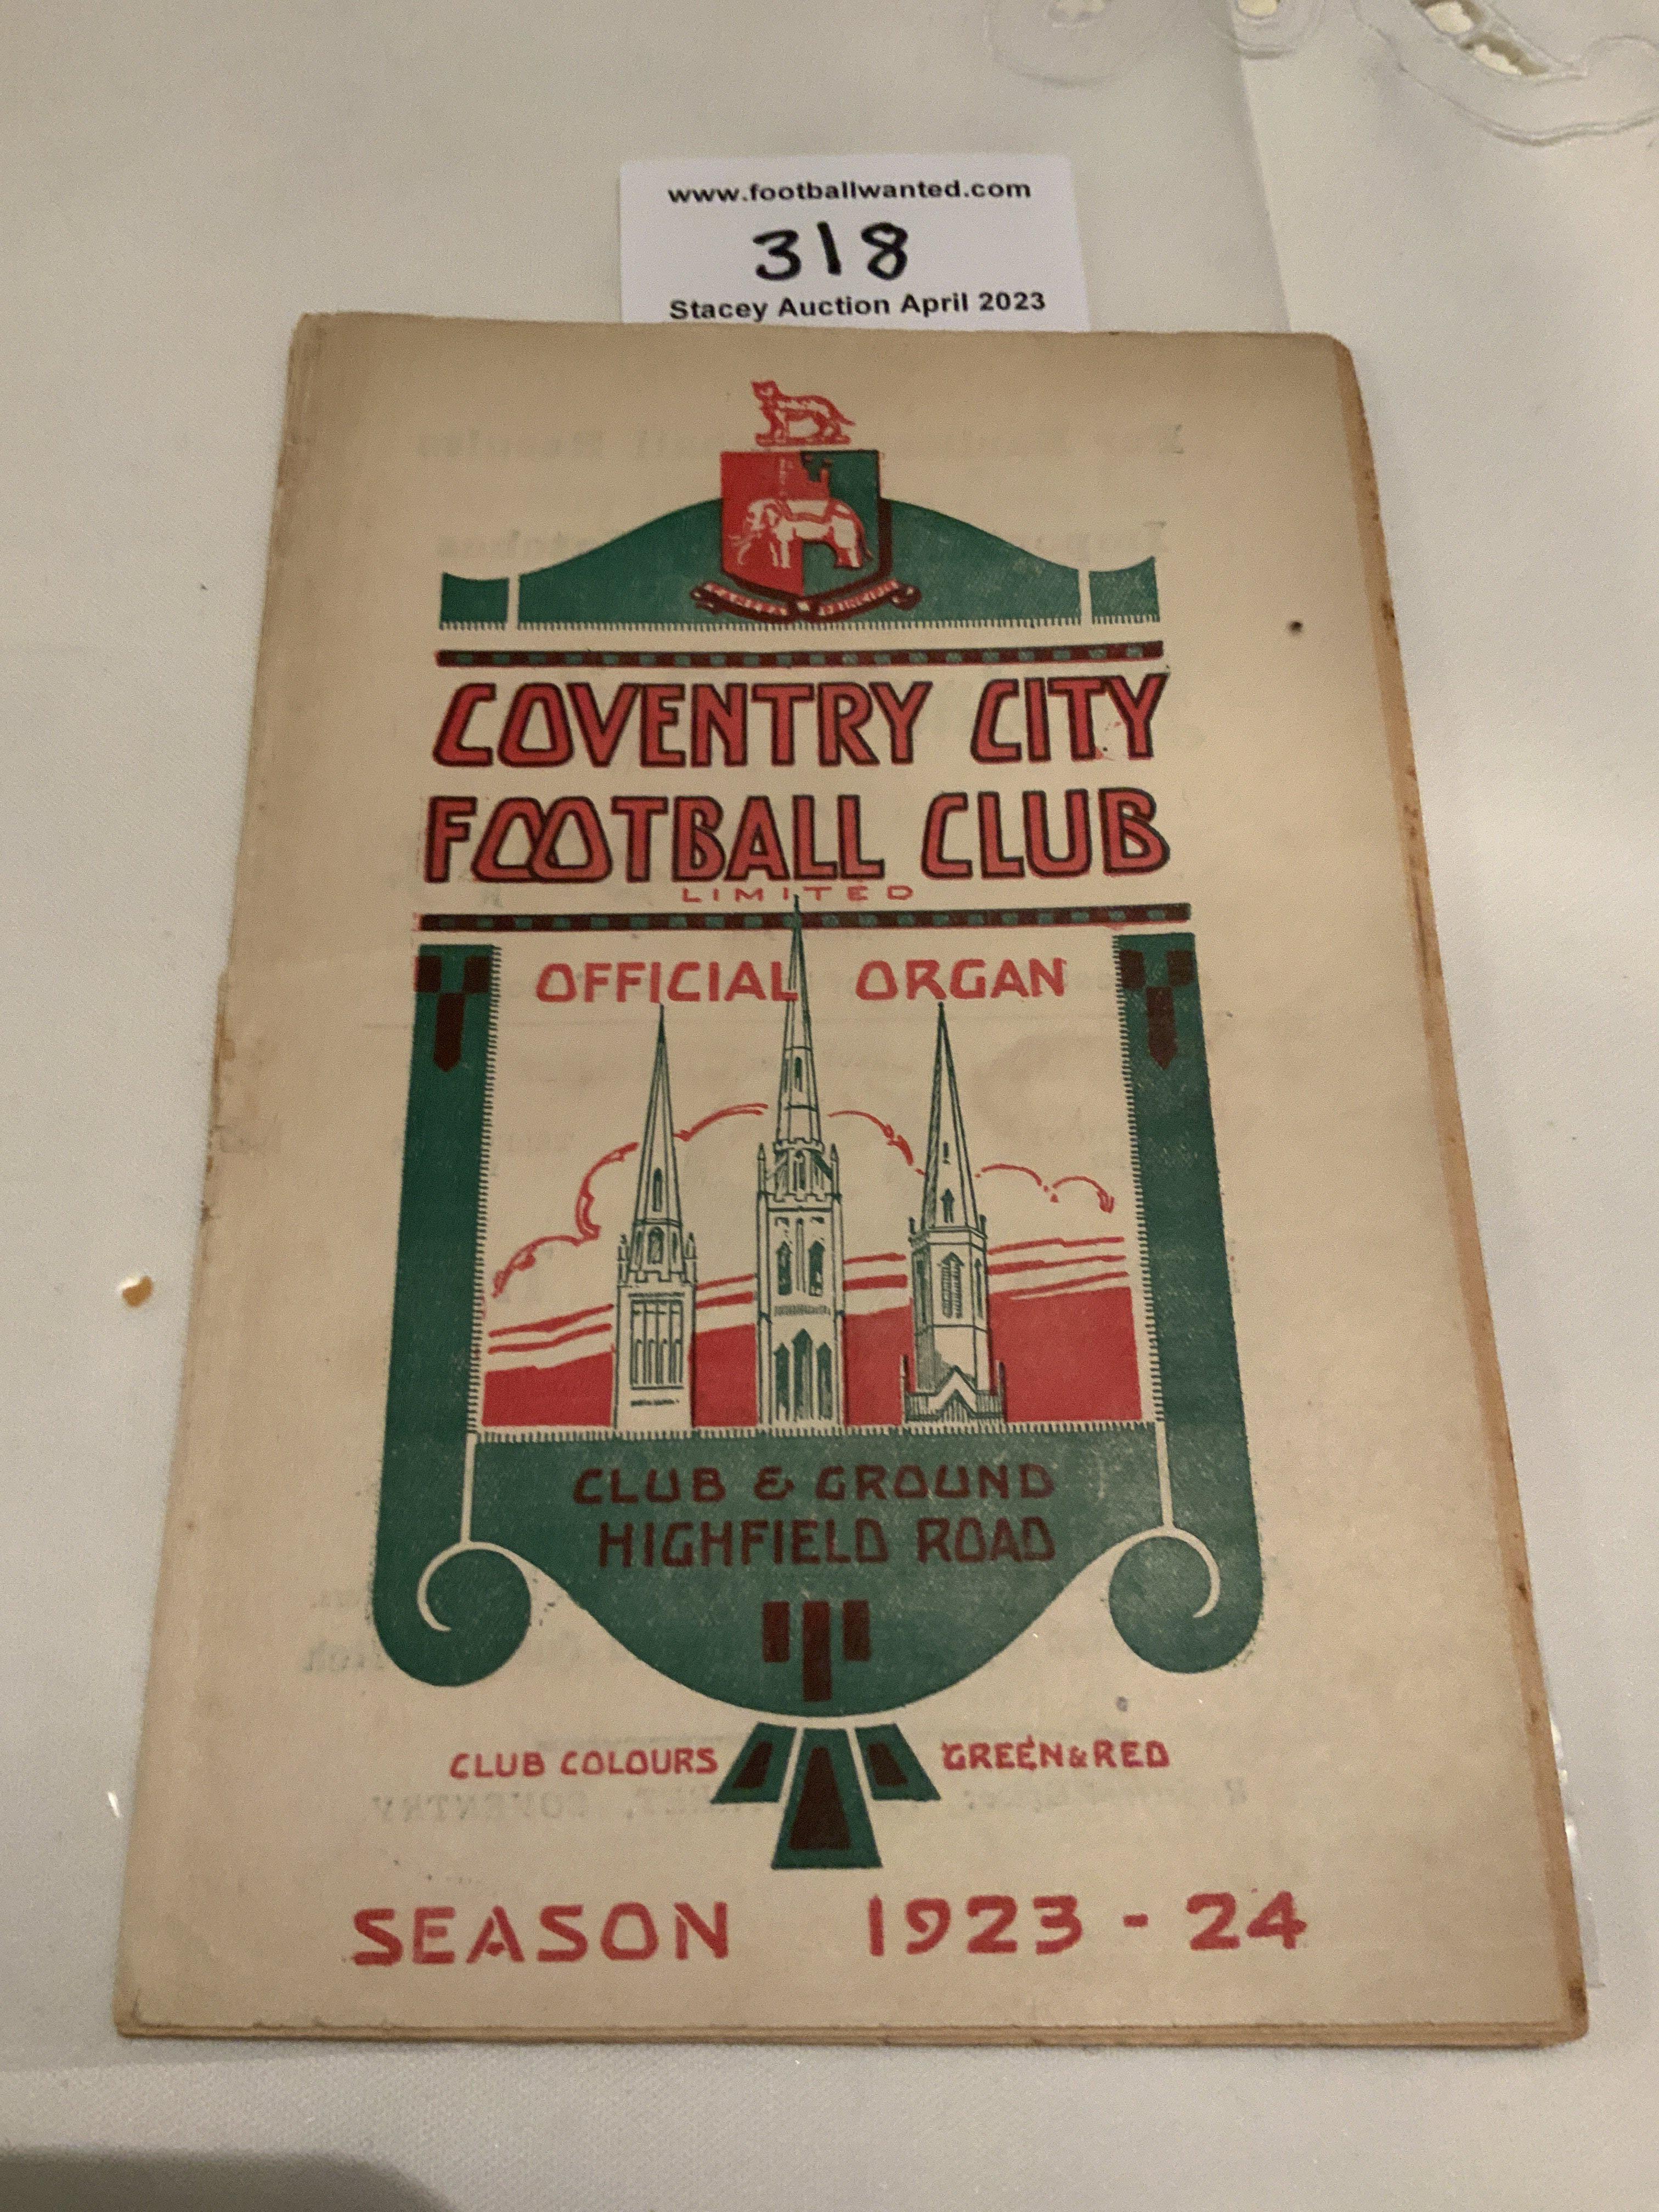 www.footballwanted.com
318
Stacey Auction April 2023
COVENTRY CITY
FOOTBALL CLUB
LIMITED
OFFICIAL ORGAN
CLUB & GROUND
HIGHFIELD ROAD
CLUB COLOURS GREEN & RED
SEASON 1923 - 24